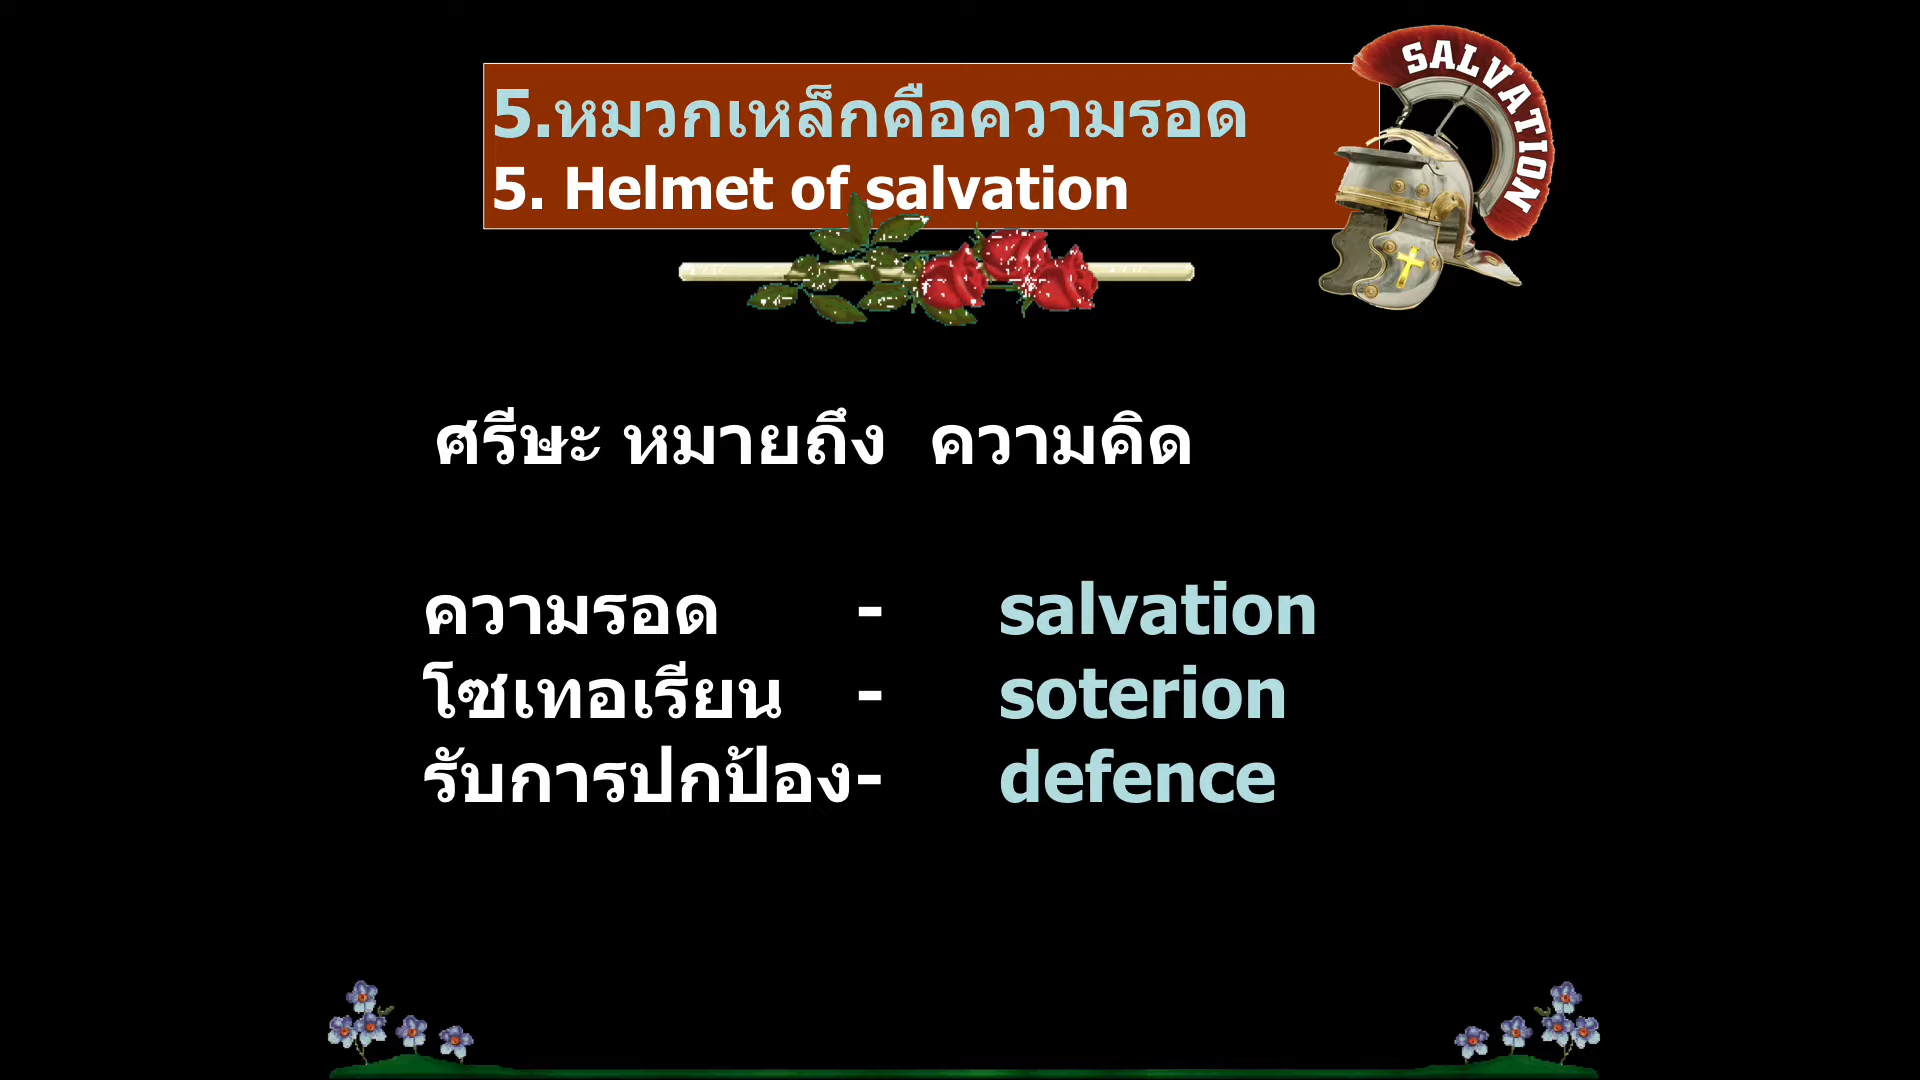 5.หมวกเหล็กคือความรอด
5. Helmet of salvation
SALVATION
ศรีษะ หมายถึง ความคิด
ความรอด - salvation
โซเทอเรียน - soterion
รับการปกป้อง- defence